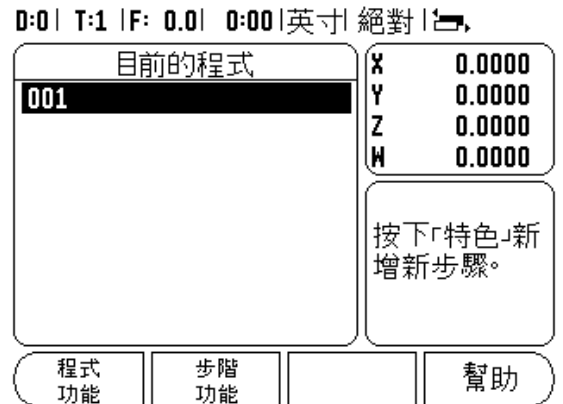 D:0| T:1 |F: 0.0| 0:00|英寸| 絕對|
目前的程式
001
X 0.0000
Y 0.0000
Z 0.0000
W 0.0000
按下「特色」新
增新步驟。
程式
功能
步階
功能
幫助